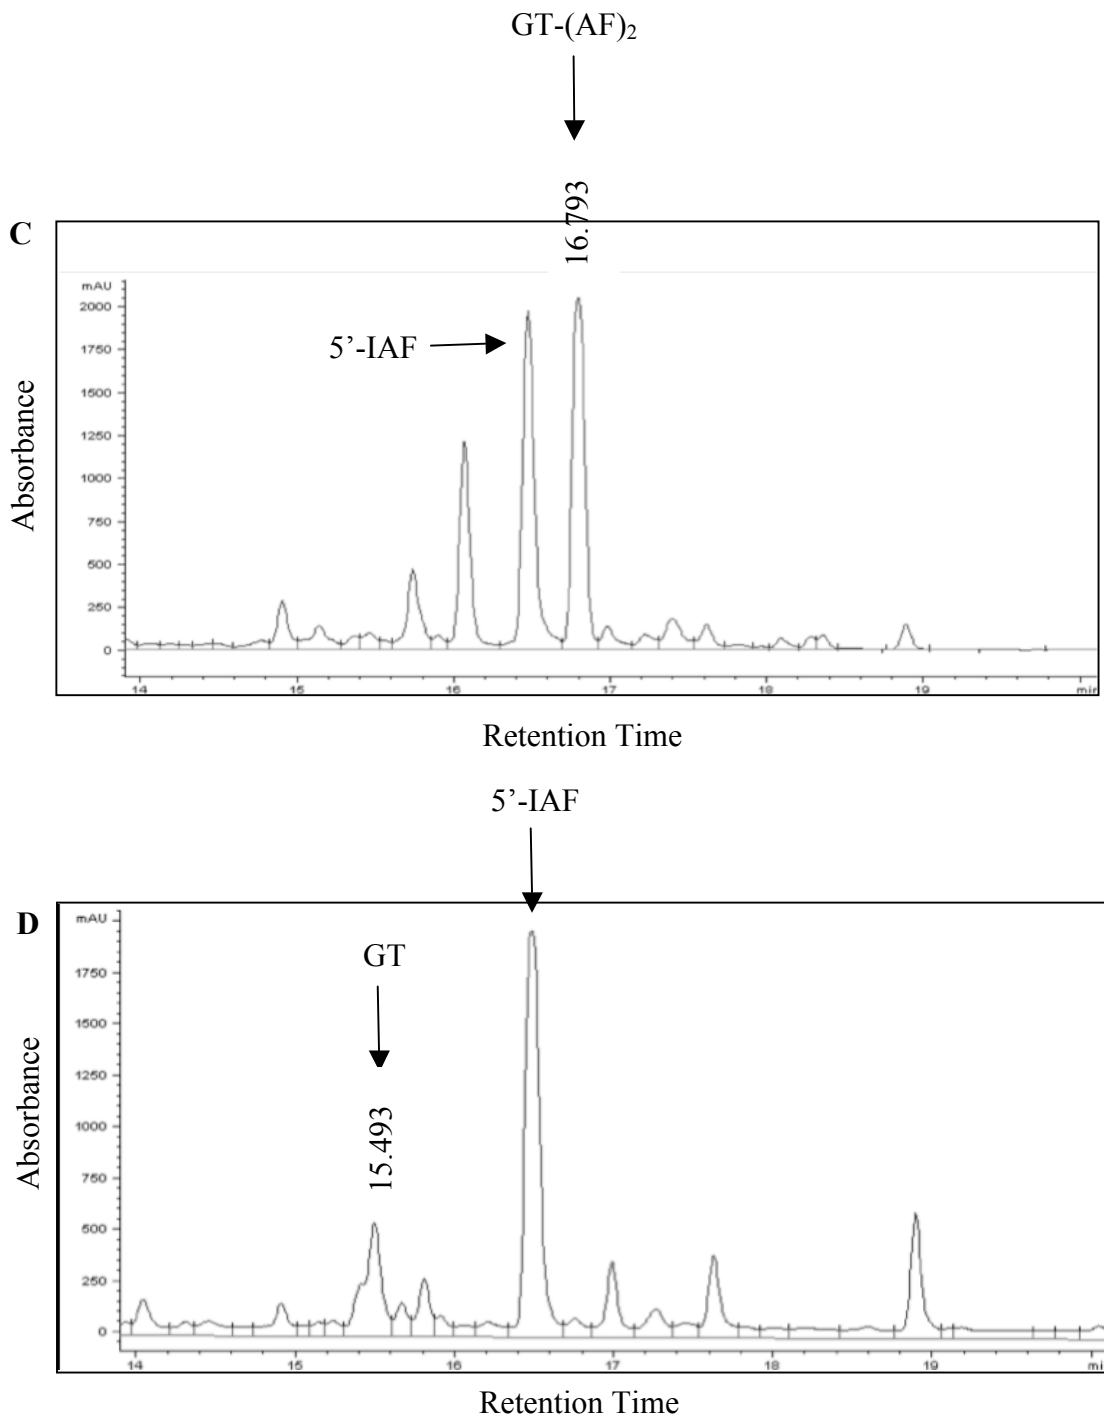 GT-(AF)₂
16.793
C
mAU
2000
1750
1500
1250
1000
750
500
250
0
5’-IAF
Absorbance
14 15 16 17 18 19 min
Retention Time
5’-IAF
D
mAU
1750
1500
1250
1000
750
500
250
0
GT
15.493
Absorbance
14 15 16 17 18 19 mi
Retention Time